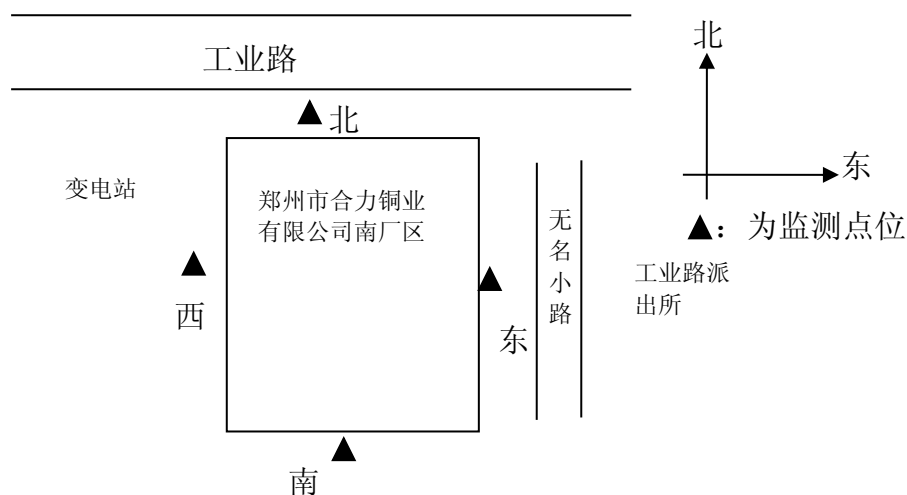 工业路
北
北
变电站
郑州市合力铜业
有限公司南厂区
无名小路
东
▲：为监测点位
工业路派
出所
西
东
南